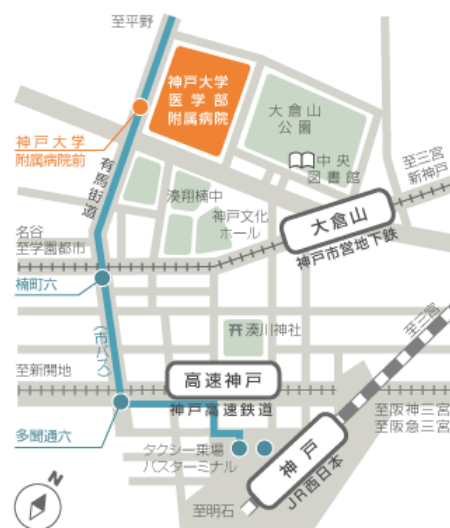 至平野
神戸大学
医学部
附属病院
大倉山
公園
神戸大学
附属病院前
中央
図書館
至三宮
新神戸
有馬街道
湊翔楠中
神戸文化
ホール
大倉山
神戸市営地下鉄
名谷
至学園都市
楠町六
(市バス)
湊川神社
至三宮
至新開地
高速神戸
神戸高速鉄道
至阪神三宮
至阪急三宮
多聞通六
タクシー乗場
バスターミナル
神戸
JR西日本
至明石
N